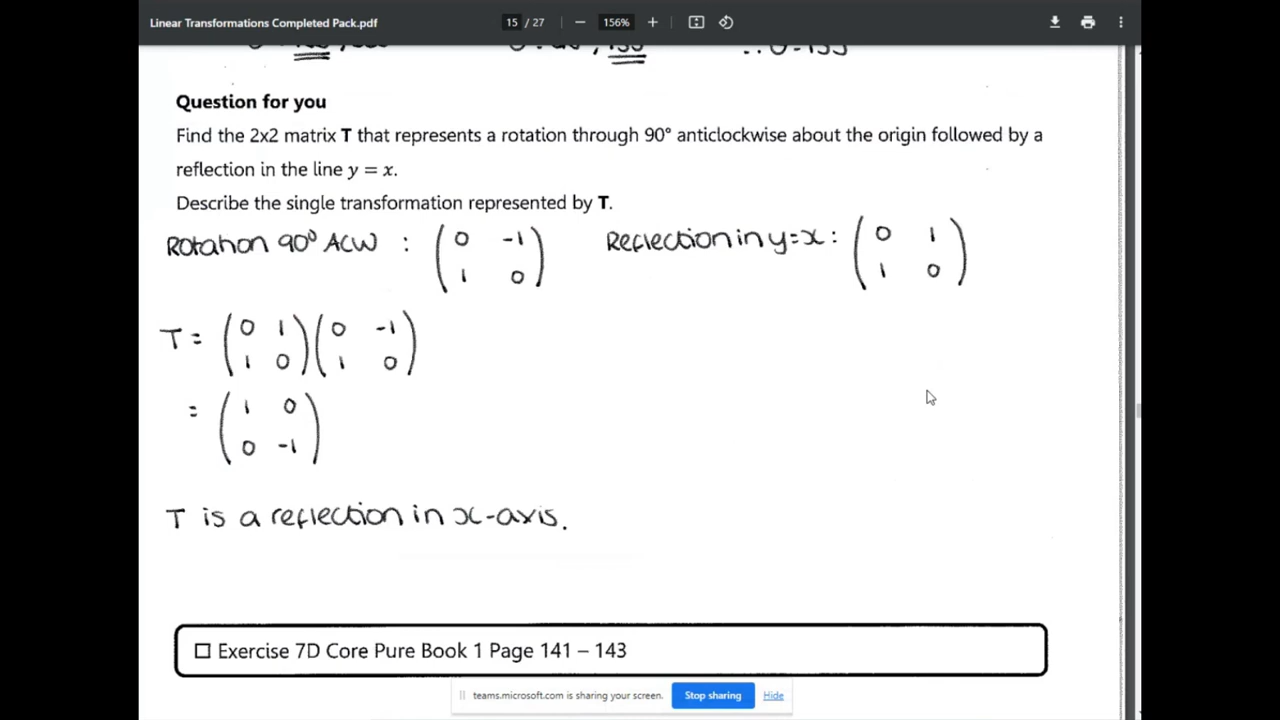 Linear Transformations Completed Pack.pdf 15 / 27 — 156% +
Question for you
Find the 2x2 matrix T that represents a rotation through 90° anticlockwise about the origin followed by a
reflection in the line y = x.
Describe the single transformation represented by T.
Rotation 90° ACW : ( 0 -1 ) Reflection in y=x : ( 0 1 )
( 1 0 ) ( 1 0 )
T = ( 0 1 ) ( 0 -1 )
( 1 0 ) ( 1 0 )
= ( 1 0 )
( 0 -1 )
T is a reflection in x-axis.
☐ Exercise 7D Core Pure Book 1 Page 141 – 143
teams.microsoft.com is sharing your screen. Stop sharing Hide